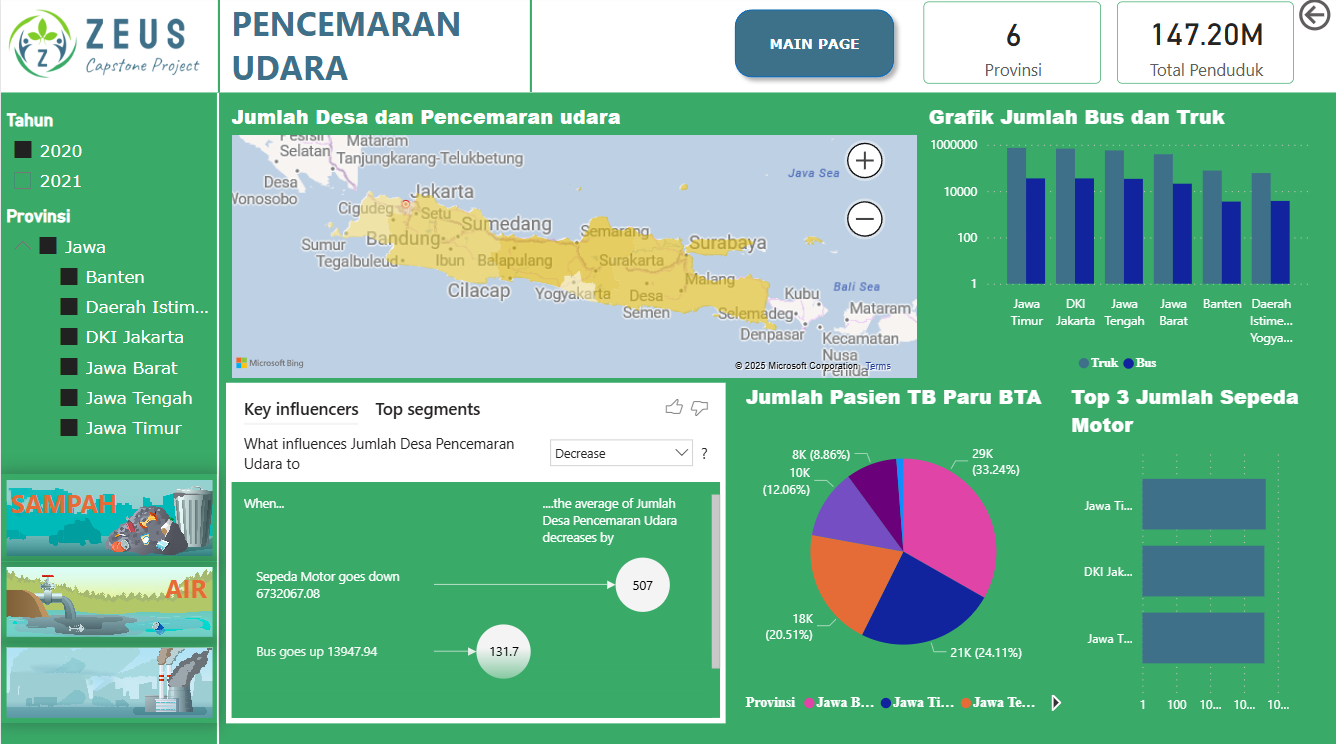 ZEUS
Capstone Project
PENCEMARAN
UDARA
MAIN PAGE
6
Provinsi
147.20M
Total Penduduk
Tahun
2020
2021
Provinsi
Jawa
Banten
Daerah Istim...
DKI Jakarta
Jawa Barat
Jawa Tengah
Jawa Timur
SAMPAH
AIR
Jumlah Desa dan Pencemaran udara
Pesisir
Selatan
Mataram
Tanjungkarang-Telukbetung
Desa
Wonosobo
Jakarta
Cigudeg
Setu
Sumedang
Semarang
Bandung
Surabaya
Sumur
Tegalbuleud
Ibun
Balapulang
Surakarta
Malang
Cilacap
Yogyakarta
Desa
Semen
Selamadeg
Kubu
Mataram
Denpasar
Kecamatan
Nusa
Penida
Java Sea
Bali Sea
Microsoft Bing
© 2025 Microsoft Corporation Terms
Grafik Jumlah Bus dan Truk
1000000
10000
100
1
Jawa
Timur
DKI
Jakarta
Jawa
Tengah
Jawa
Barat
Banten
Daerah
Istime...
Yogya...
Truk Bus
Key influencers Top segments
What influences Jumlah Desa Pencemaran
Udara to
Decrease
?
When...
....the average of Jumlah
Desa Pencemaran Udara
decreases by
Sepeda Motor goes down
6732067.08
507
Bus goes up 13947.94
131.7
Jumlah Pasien TB Paru BTA
8K (8.86%)
29K
(33.24%)
10K
(12.06%)
18K
(20.51%)
21K (24.11%)
Provinsi Jawa B... Jawa Ti... Jawa Te...
Top 3 Jumlah Sepeda
Motor
Jawa Ti...
DKI Jak...
Jawa T...
1 100 10... 10... 10...